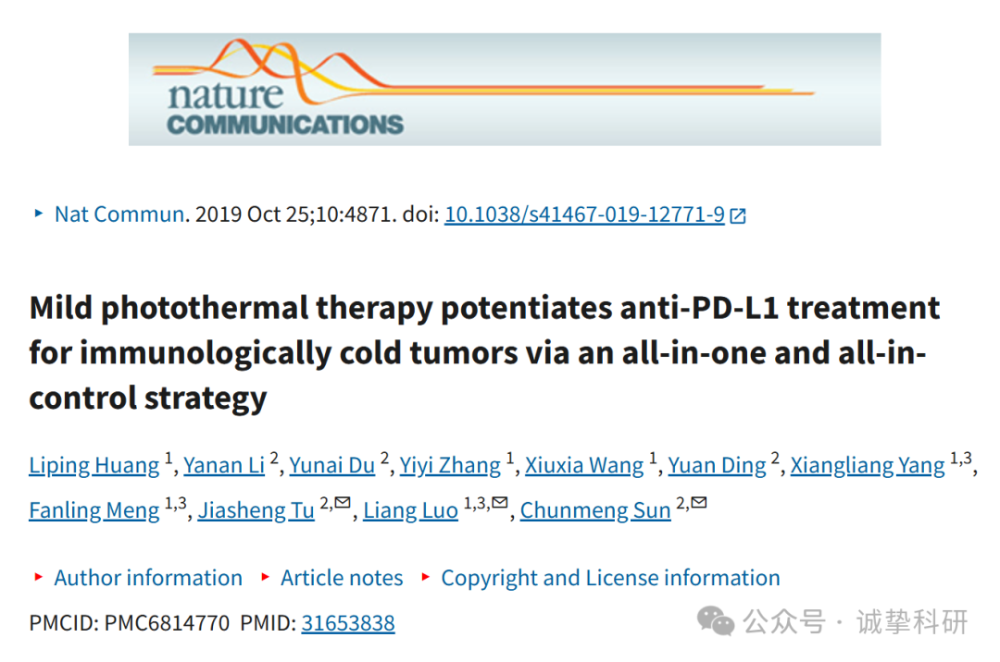 nature
COMMUNICATIONS
Nat Commun. 2019 Oct 25;10:4871. doi: 10.1038/s41467-019-12771-9
Mild photothermal therapy potentiates anti-PD-L1 treatment
for immunologically cold tumors via an all-in-one and all-in-
control strategy
Liping Huang 1, Yanan Li 2, Yunai Du 2, Yiyi Zhang 1, Xiuxia Wang 1, Yuan Ding 2, Xiangliang Yang 1,3,
Fanling Meng 1,3, Jiasheng Tu 2,✉, Liang Luo 1,3,✉, Chunmeng Sun 2,✉
Author information Article notes Copyright and License information
PMCID: PMC6814770 PMID: 31653838
公众号 · 诚挚科研